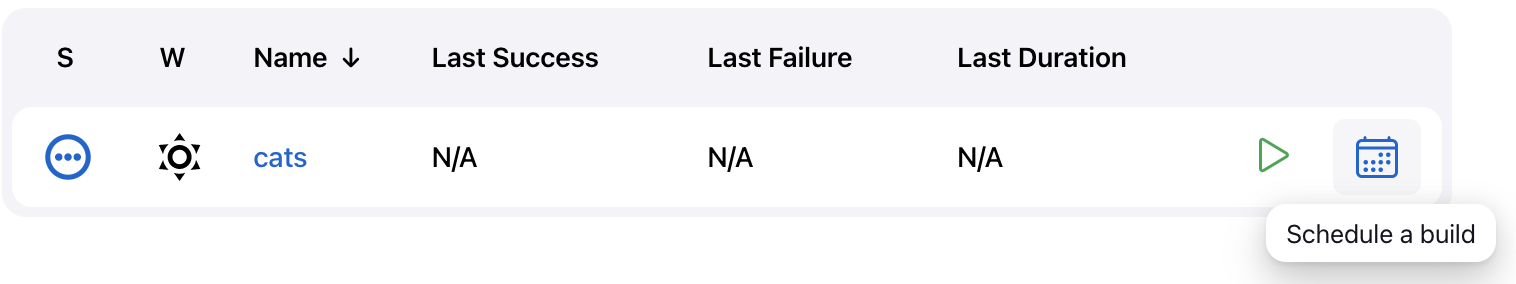 S W Name ↓ Last Success Last Failure Last Duration
cats N/A N/A N/A
Schedule a build